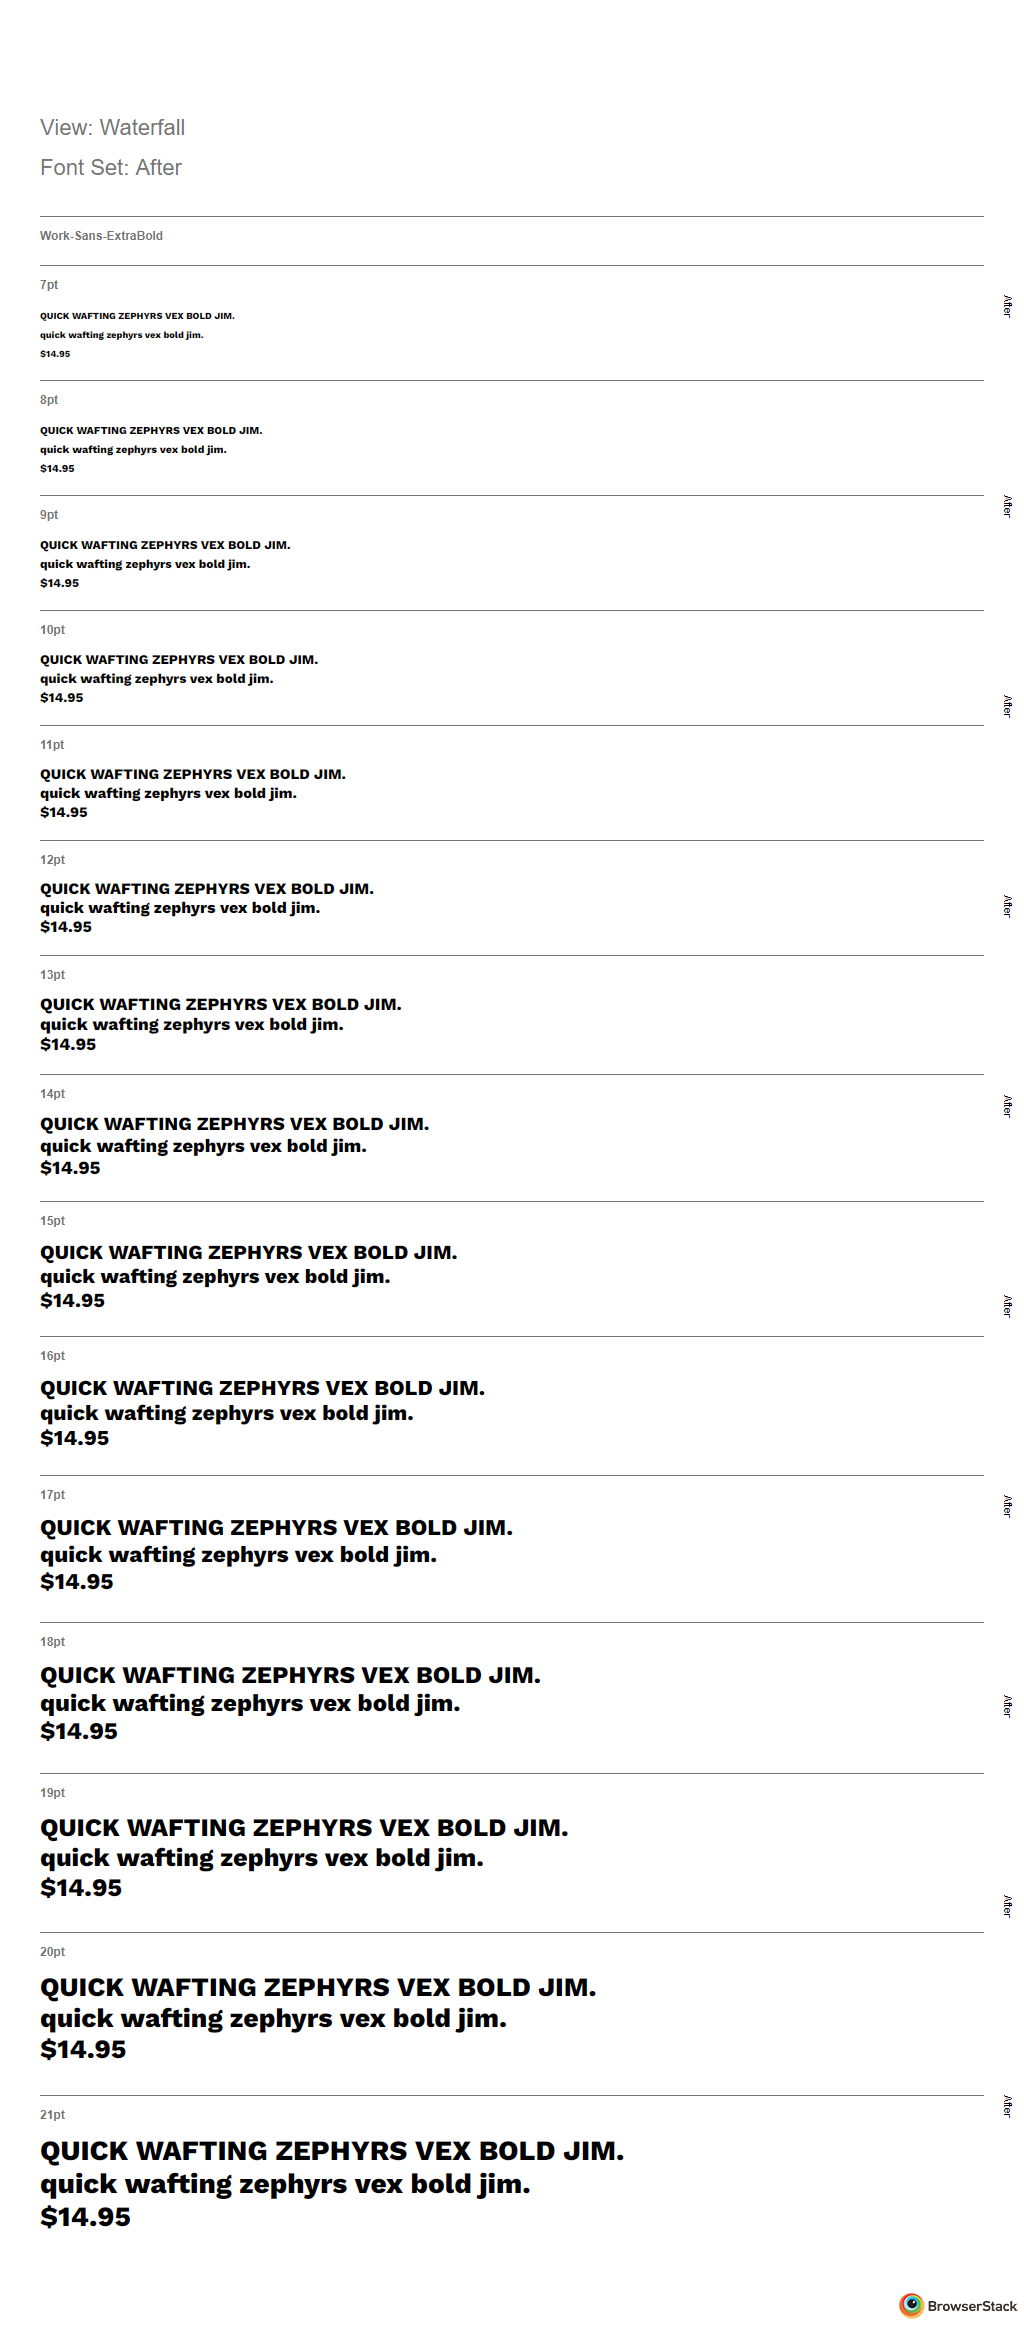 View: Waterfall
Font Set: After
Work-Sans-ExtraBold
7pt
After
QUICK WAFTING ZEPHYRS VEX BOLD JIM.
quick wafting zephyrs vex bold jim.
$14.95
8pt
QUICK WAFTING ZEPHYRS VEX BOLD JIM.
quick wafting zephyrs vex bold jim.
$14.95
After
9pt
QUICK WAFTING ZEPHYRS VEX BOLD JIM.
quick wafting zephyrs vex bold jim.
$14.95
10pt
QUICK WAFTING ZEPHYRS VEX BOLD JIM.
quick wafting zephyrs vex bold jim.
$14.95
After
11pt
QUICK WAFTING ZEPHYRS VEX BOLD JIM.
quick wafting zephyrs vex bold jim.
$14.95
12pt
QUICK WAFTING ZEPHYRS VEX BOLD JIM.
quick wafting zephyrs vex bold jim.
After
$14.95
13pt
QUICK WAFTING ZEPHYRS VEX BOLD JIM.
quick wafting zephyrs vex bold jim.
$14.95
14pt
After
QUICK WAFTING ZEPHYRS VEX BOLD JIM.
quick wafting zephyrs vex bold jim.
$14.95
15pt
QUICK WAFTING ZEPHYRS VEX BOLD JIM.
quick wafting zephyrs vex bold jim.
$14.95
After
16pt
QUICK WAFTING ZEPHYRS VEX BOLD JIM.
quick wafting zephyrs vex bold jim.
$14.95
17pt
After
QUICK WAFTING ZEPHYRS VEX BOLD JIM.
quick wafting zephyrs vex bold jim.
$14.95
18pt
QUICK WAFTING ZEPHYRS VEX BOLD JIM.
quick wafting zephyrs vex bold jim.
After
$14.95
19pt
QUICK WAFTING ZEPHYRS VEX BOLD JIM.
quick wafting zephyrs vex bold jim.
$14.95
After
20pt
QUICK WAFTING ZEPHYRS VEX BOLD JIM.
quick wafting zephyrs vex bold jim.
$14.95
After
21pt
QUICK WAFTING ZEPHYRS VEX BOLD JIM.
quick wafting zephyrs vex bold jim.
$14.95
BrowserStack